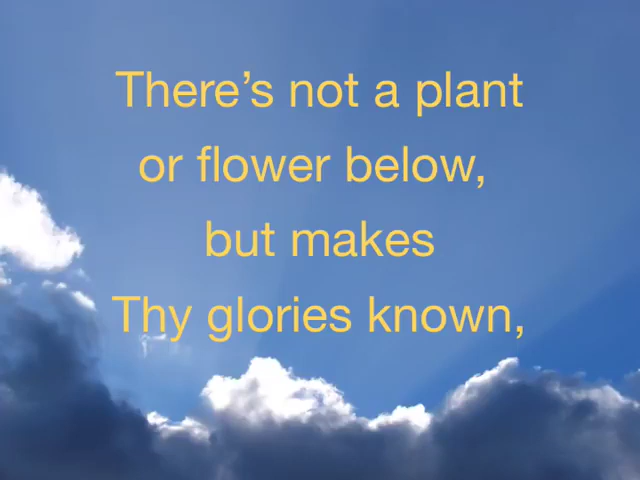 There’s not a plant
or flower below,
but makes
Thy glories known,